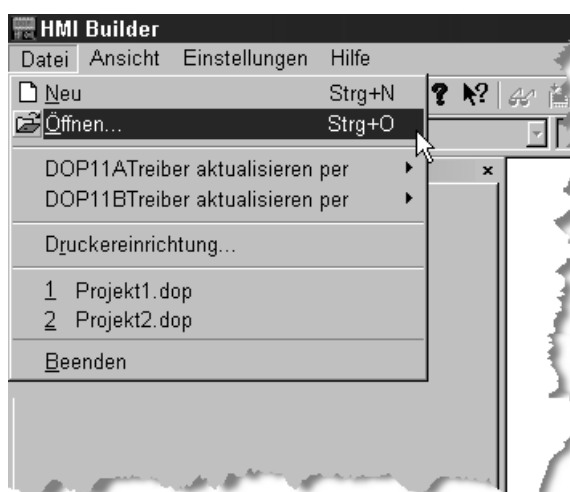 HMI Builder
Datei Ansicht Einstellungen Hilfe
Neu Strg+N
Öffnen... Strg+O
DOP11ATreiber aktualisieren per
DOP11BTreiber aktualisieren per
Druckereinrichtung...
1 Projekt1.dop
2 Projekt2.dop
Beenden